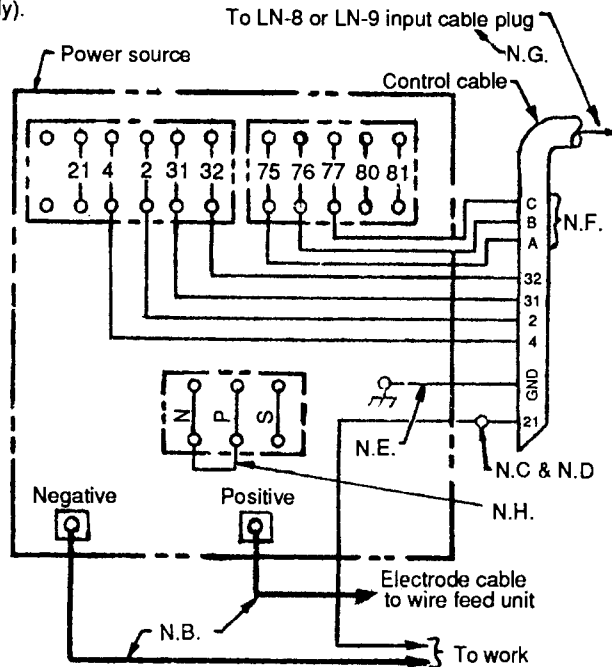 ly).
To LN-8 or LN-9 input cable plug
N.G.
Power source
Control cable
21 4 2 31 32
75 76 77 80 81
C
B
A
N.F.
32
31
2
4
GND
21
N P S
N.E.
N.C & N.D
N.H.
Negative
Positive
Electrode cable
to wire feed unit
N.B.
To work